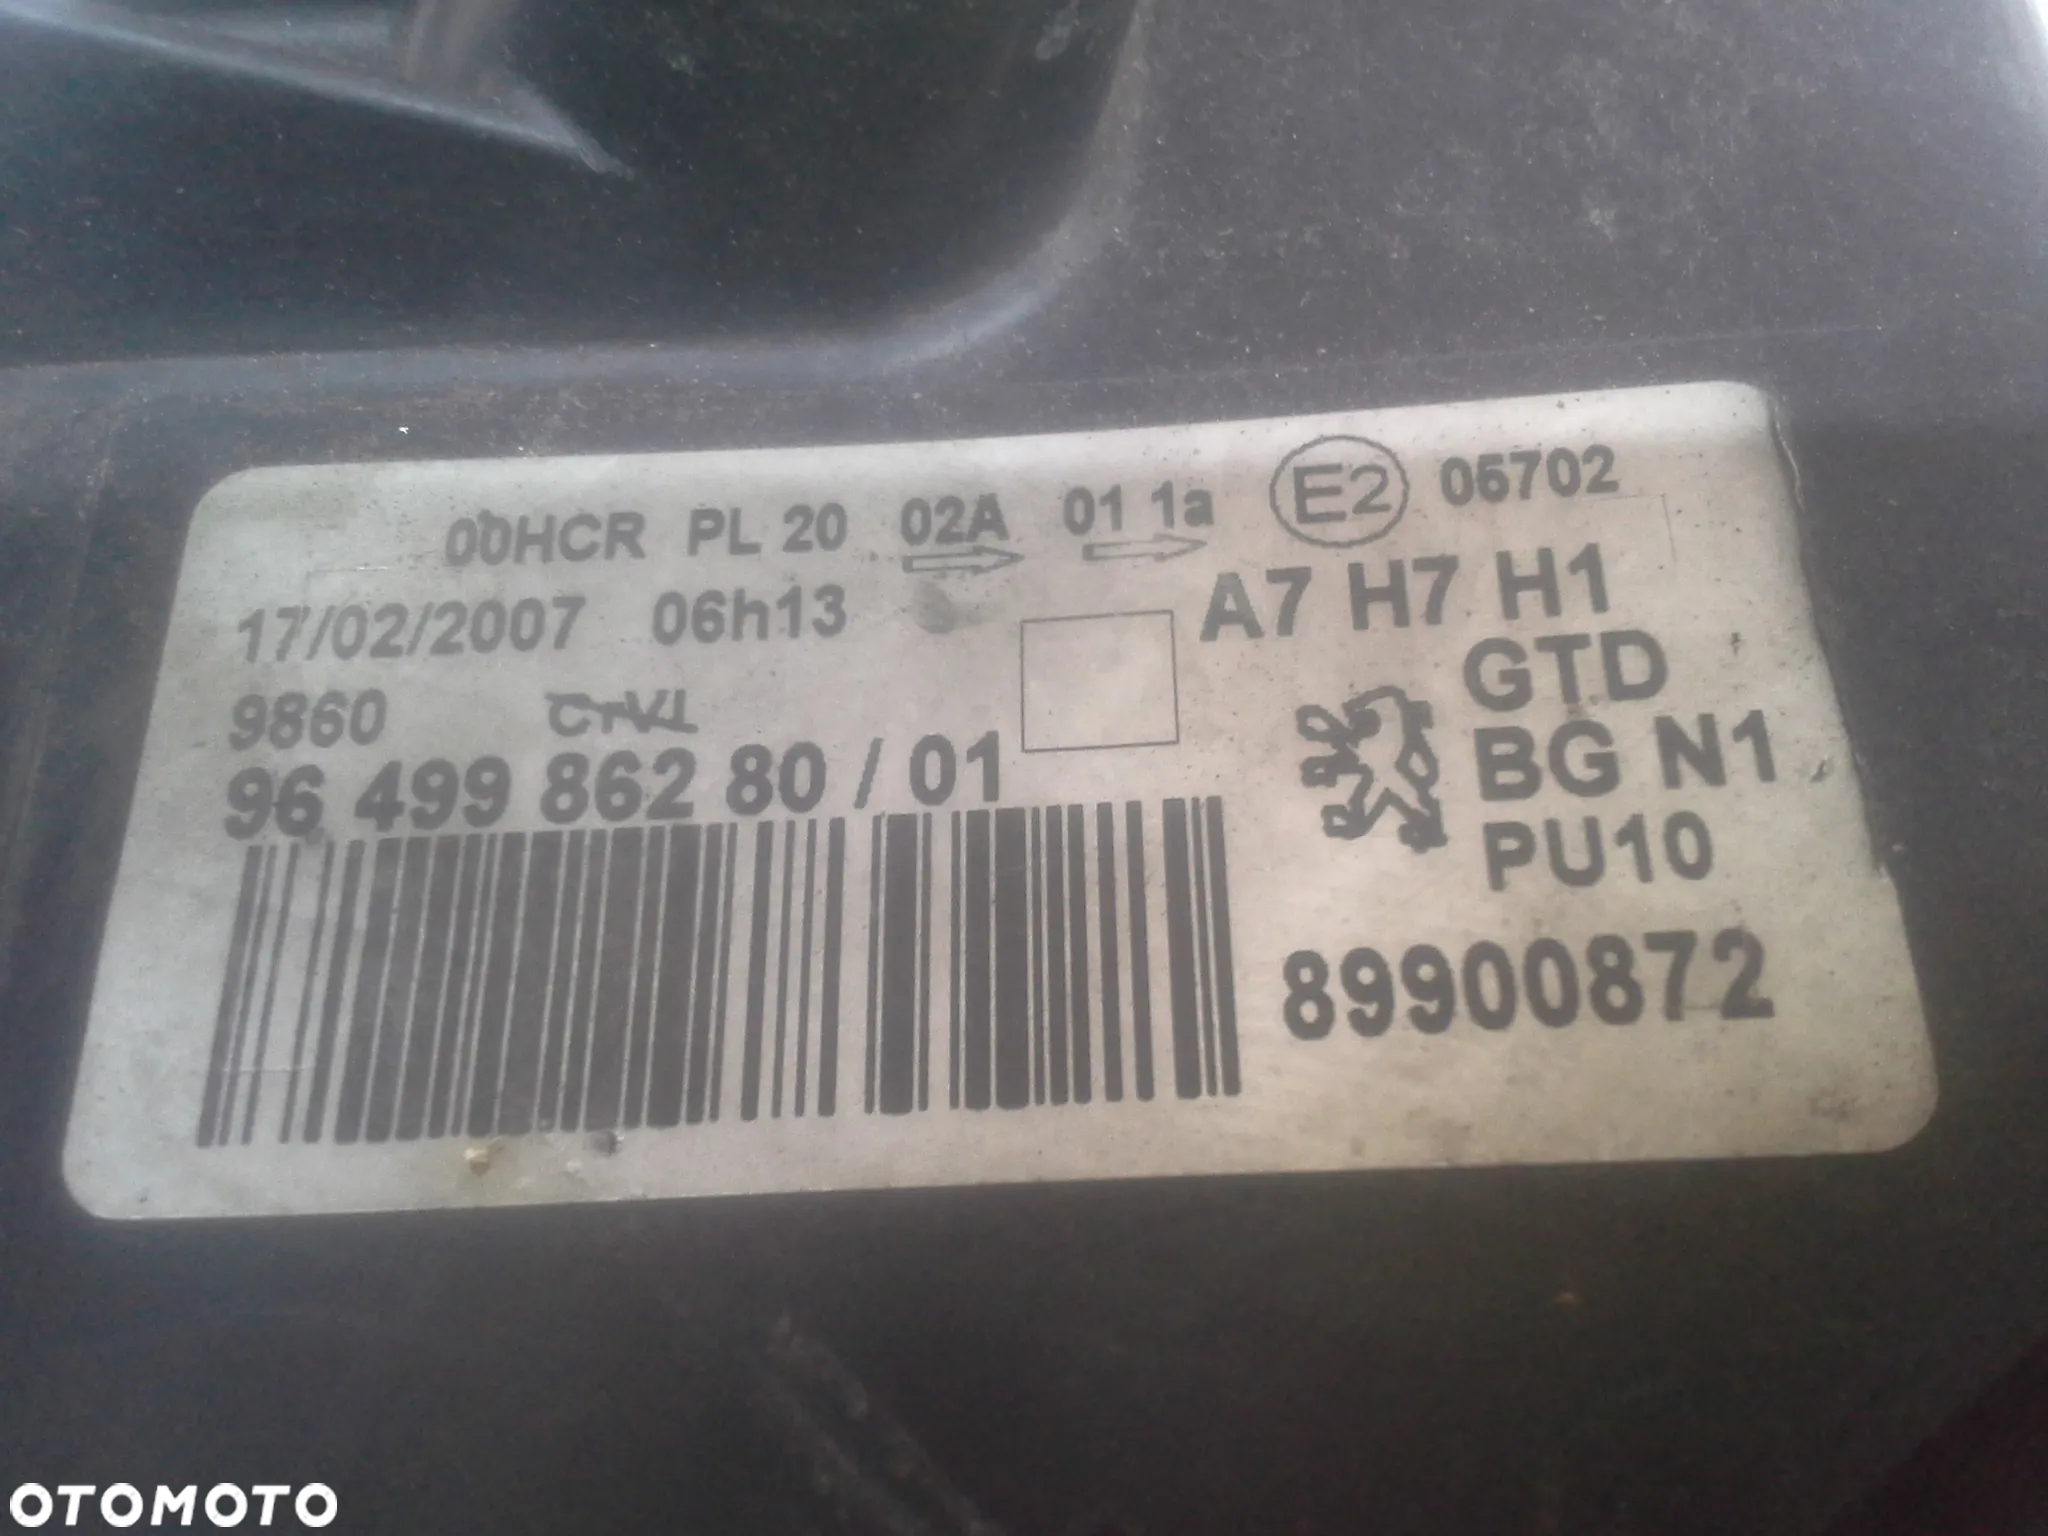 00HCR PL 20 02A 01 1a E2 05702
17/02/2007 06h13 A7 H7 H1
GTD
9860
96 499 862 80 / 01
BG N1
PU10
89900872
OTOMOTO